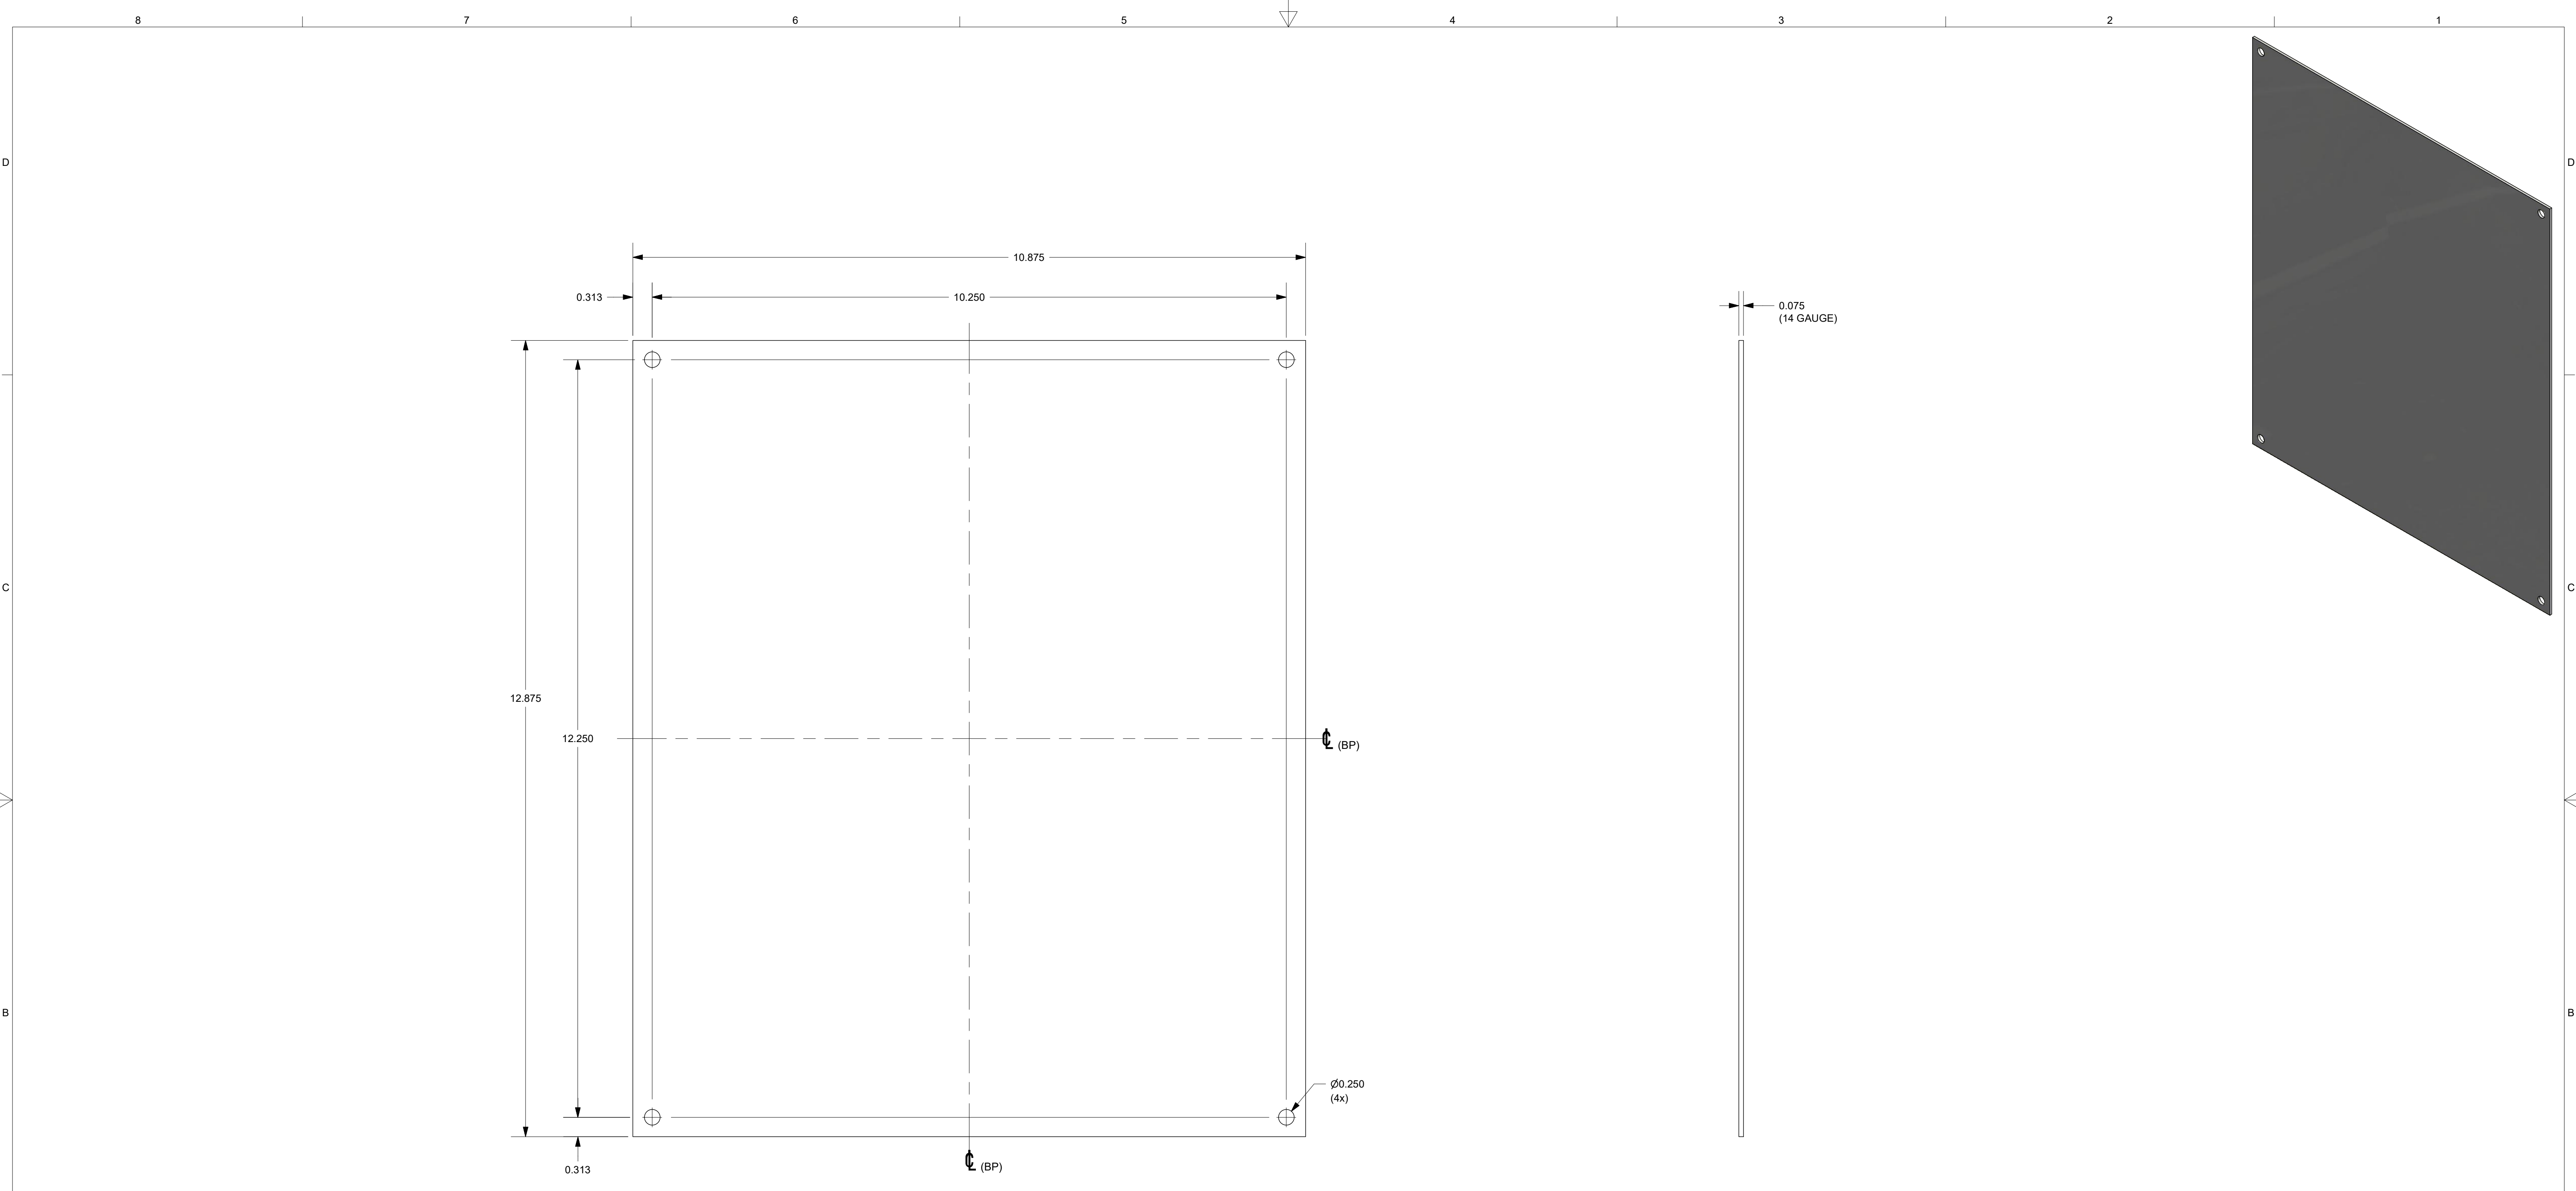 8 7 6 5 4 3 2 1
D D
10.875
0.313 10.250
0.075
(14 GAUGE)
C C
12.875
12.250
℄ (BP)
B B
Ø0.250
(4x)
0.313
℄ (BP)